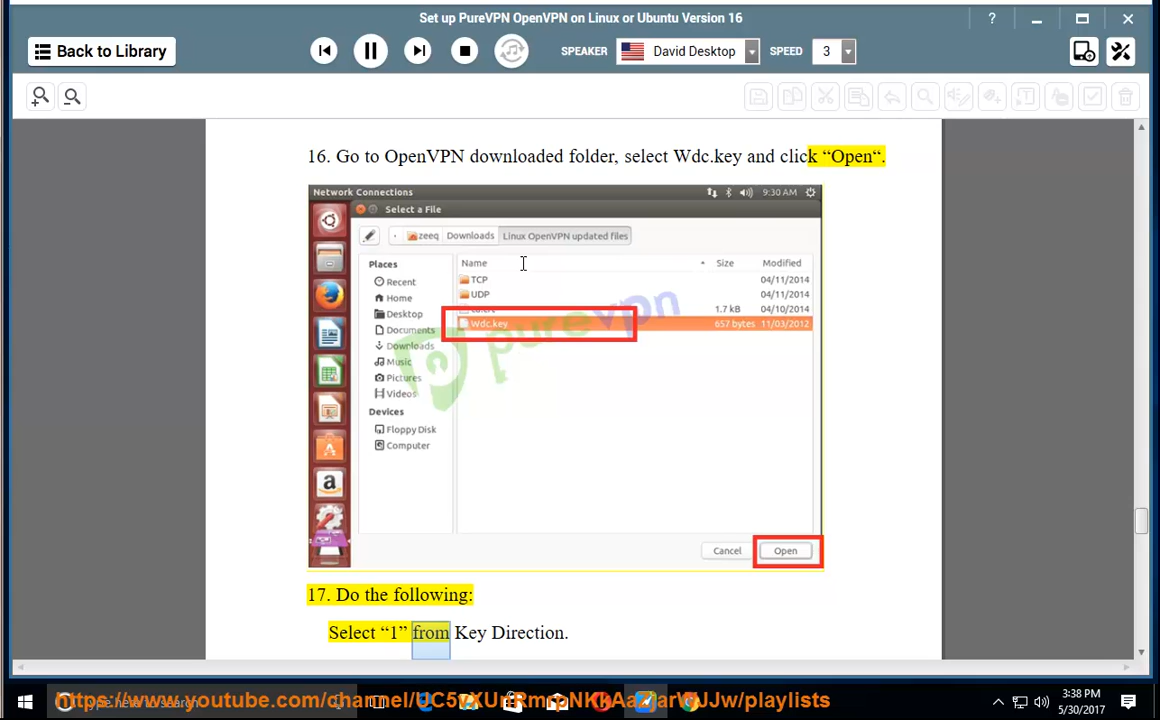 Set up PureVPN OpenVPN on Linux or Ubuntu Version 16
?
Back to Library
SPEAKER David Desktop SPEED 3
16. Go to OpenVPN downloaded folder, select Wdc.key and click “Open“.
Network Connections 9:30 AM
Select a File
zeeq Downloads Linux OpenVPN updated files
Places Name Size Modified
Recent TCP 04/11/2014
Home UDP 04/11/2014
Desktop 1.7 kB 04/10/2014
Documents Wdc.key 657 bytes 11/03/2012
Downloads
Music
Pictures
Videos
Devices
Floppy Disk
Computer
purevpn
Cancel Open
17. Do the following:
Select “1” from Key Direction.
3:38 PM
5/30/2017